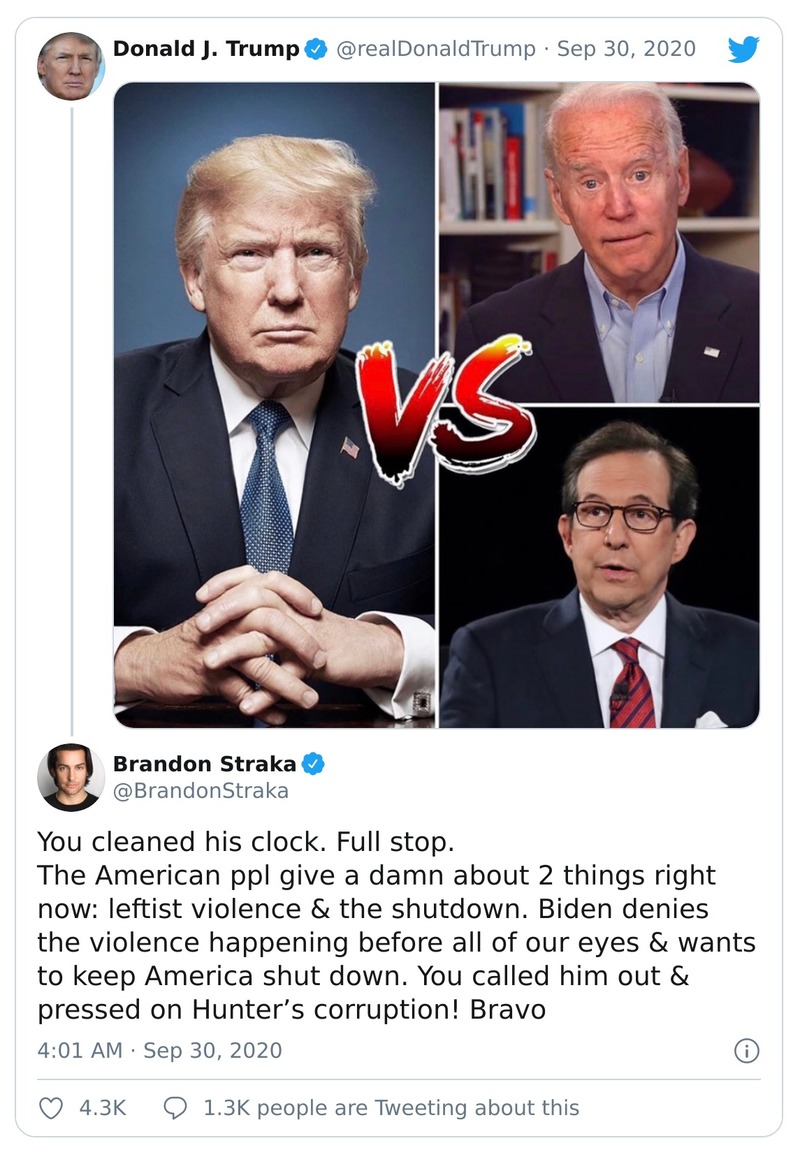 Donald J. Trump @realDonaldTrump · Sep 30, 2020
VS
Brandon Straka
@BrandonStraka
You cleaned his clock. Full stop.
The American ppl give a damn about 2 things right
now: leftist violence & the shutdown. Biden denies
the violence happening before all of our eyes & wants
to keep America shut down. You called him out &
pressed on Hunter’s corruption! Bravo
4:01 AM · Sep 30, 2020
4.3K 1.3K people are Tweeting about this